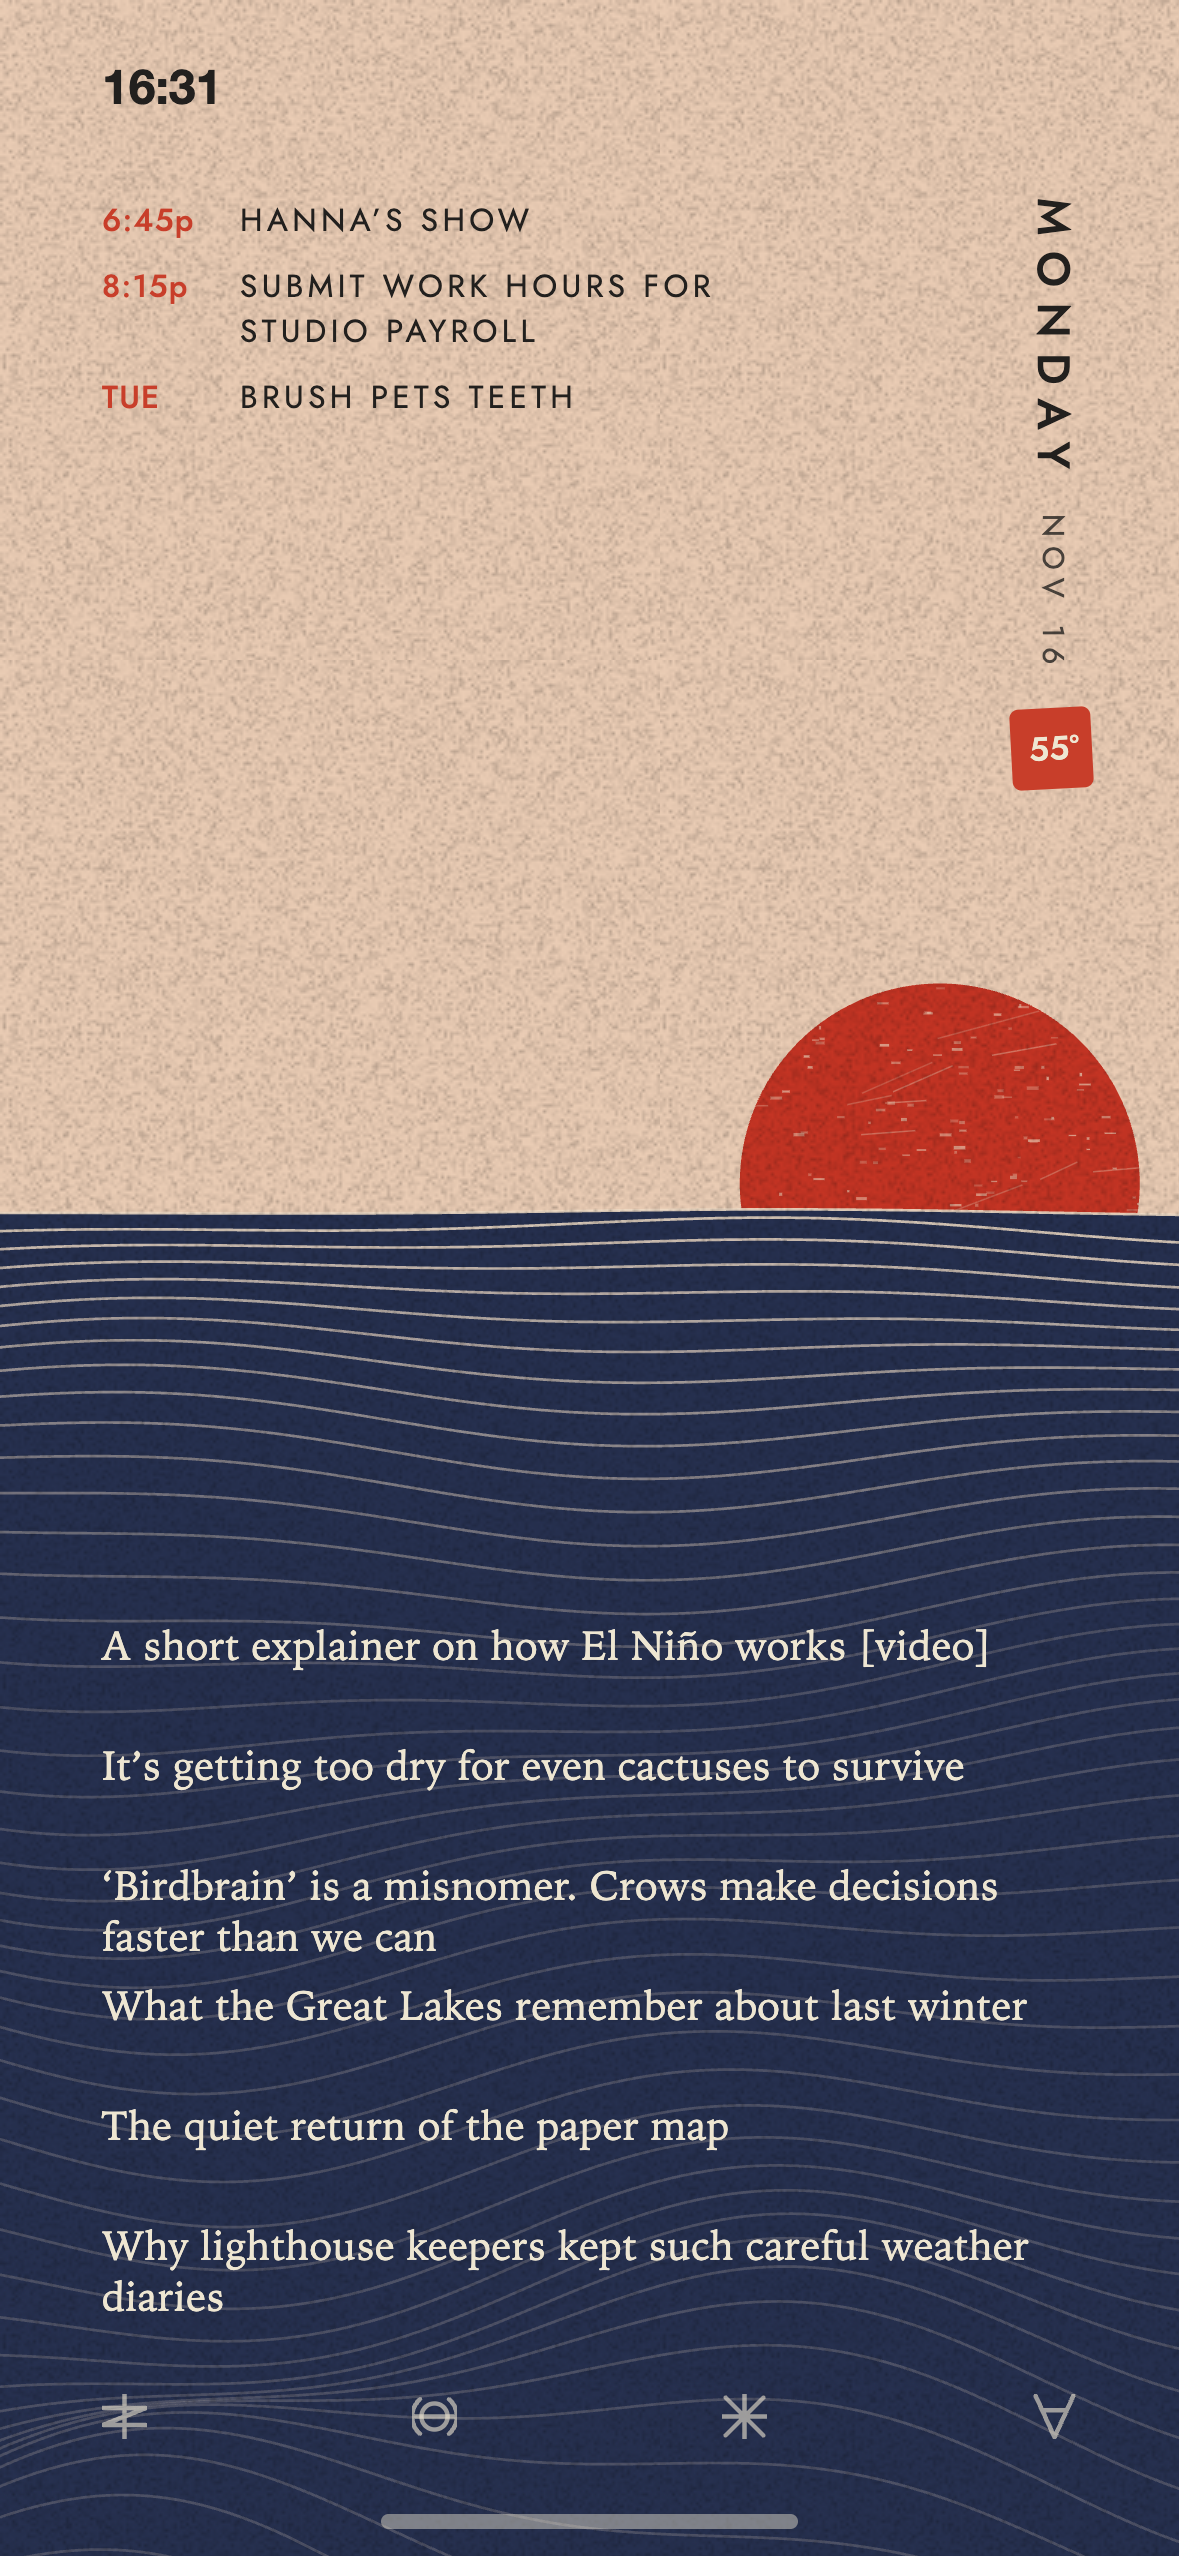 16:31
6:45p HANNA’S SHOW
8:15p SUBMIT WORK HOURS FOR
STUDIO PAYROLL
TUE BRUSH PETS TEETH
MONDAY NOV 16
55°
A short explainer on how El Niño works [video]
It’s getting too dry for even cactuses to survive
‘Birdbrain’ is a misnomer. Crows make decisions
faster than we can
What the Great Lakes remember about last winter
The quiet return of the paper map
Why lighthouse keepers kept such careful weather
diaries